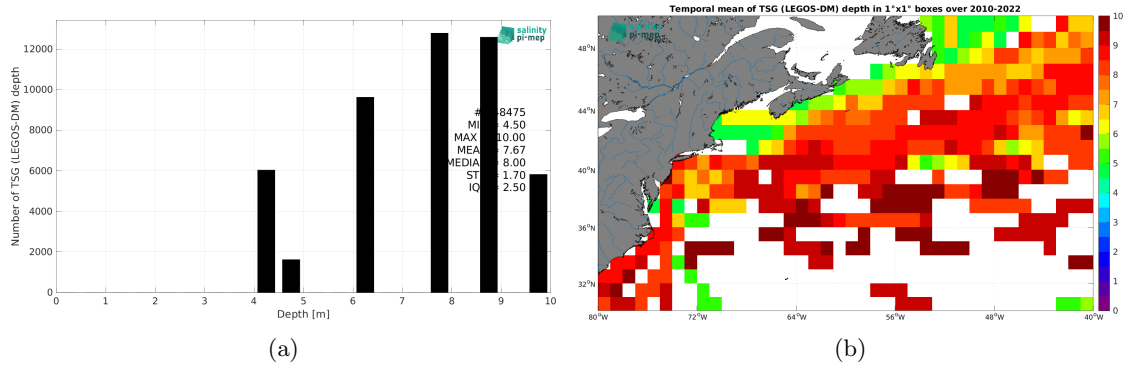 salinity
pi-mep
12000
10000
8000
6000
4000
2000
0
Number of TSG (LEGOS-DM) depth
8475
= 4.50
MAX 10.00
= 7.67
8.00
1.70
2.50
0 1 2 3 4 5 6 7 8 9 10
Depth [m]
(a)
Temporal mean of TSG (LEGOS-DM) depth in 1°x1° boxes over 2010-2022
salinity
pi-mep
48°N
44°N
40°N
36°N
32°N
80°W 72°W 64°W 56°W 48°W 40°W
10
9
8
7
6
5
4
3
2
1
0
(b)